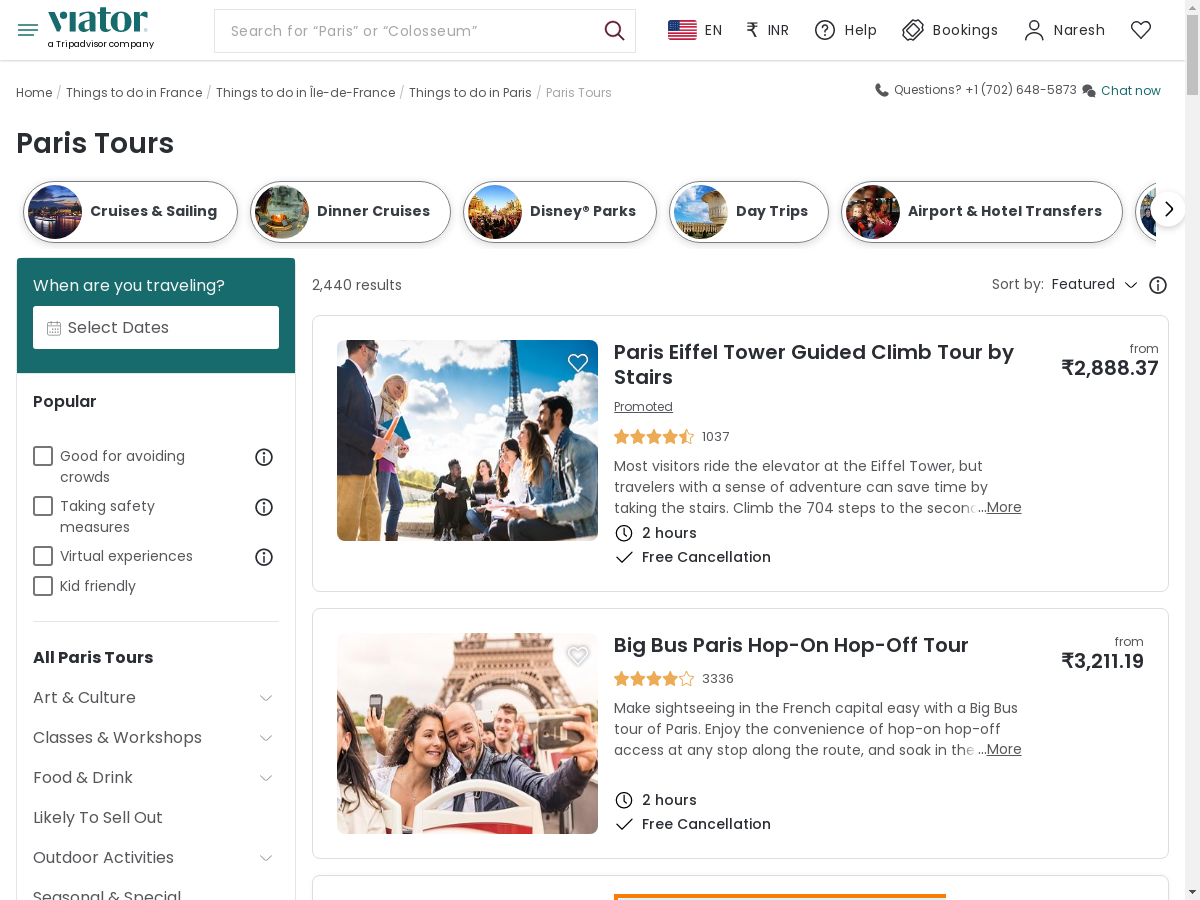 viator
a Tripadvisor company
Search for “Paris” or “Colosseum”
EN
₹ INR
Help
Bookings
Naresh
Home / Things to do in France / Things to do in Île-de-France / Things to do in Paris / Paris Tours
Questions? +1 (702) 648-5873 Chat now
Paris Tours
Cruises & Sailing
Dinner Cruises
Disney® Parks
Day Trips
Airport & Hotel Transfers
When are you traveling?
Select Dates
Popular
Good for avoiding
crowds
Taking safety
measures
Virtual experiences
Kid friendly
All Paris Tours
Art & Culture
Classes & Workshops
Food & Drink
Likely To Sell Out
Outdoor Activities
Seasonal & Special
2,440 results
Sort by: Featured
Paris Eiffel Tower Guided Climb Tour by
Stairs
from
₹2,888.37
Promoted
1037
Most visitors ride the elevator at the Eiffel Tower, but
travelers with a sense of adventure can save time by
taking the stairs. Climb the 704 steps to the second ...More
2 hours
Free Cancellation
Big Bus Paris Hop-On Hop-Off Tour
from
₹3,211.19
3336
Make sightseeing in the French capital easy with a Big Bus
tour of Paris. Enjoy the convenience of hop-on hop-off
access at any stop along the route, and soak in the ...More
2 hours
Free Cancellation